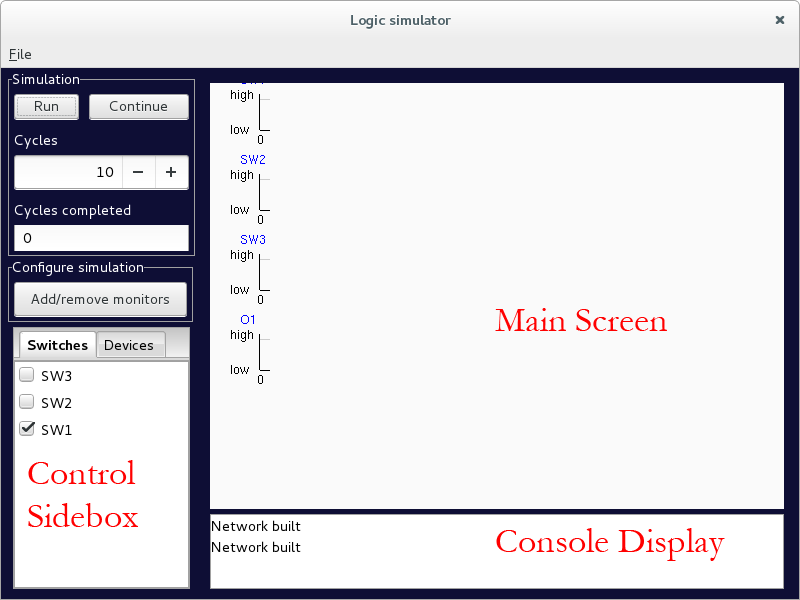 Logic simulator
File
Simulation
Run
Continue
Cycles
10
Cycles completed
0
Configure simulation
Add/remove monitors
Switches
Devices
SW3
SW2
SW1
Control
Sidebox
high
low
0
SW2
high
low
0
SW3
high
low
0
O1
high
low
0
Main Screen
Network built
Network built
Console Display